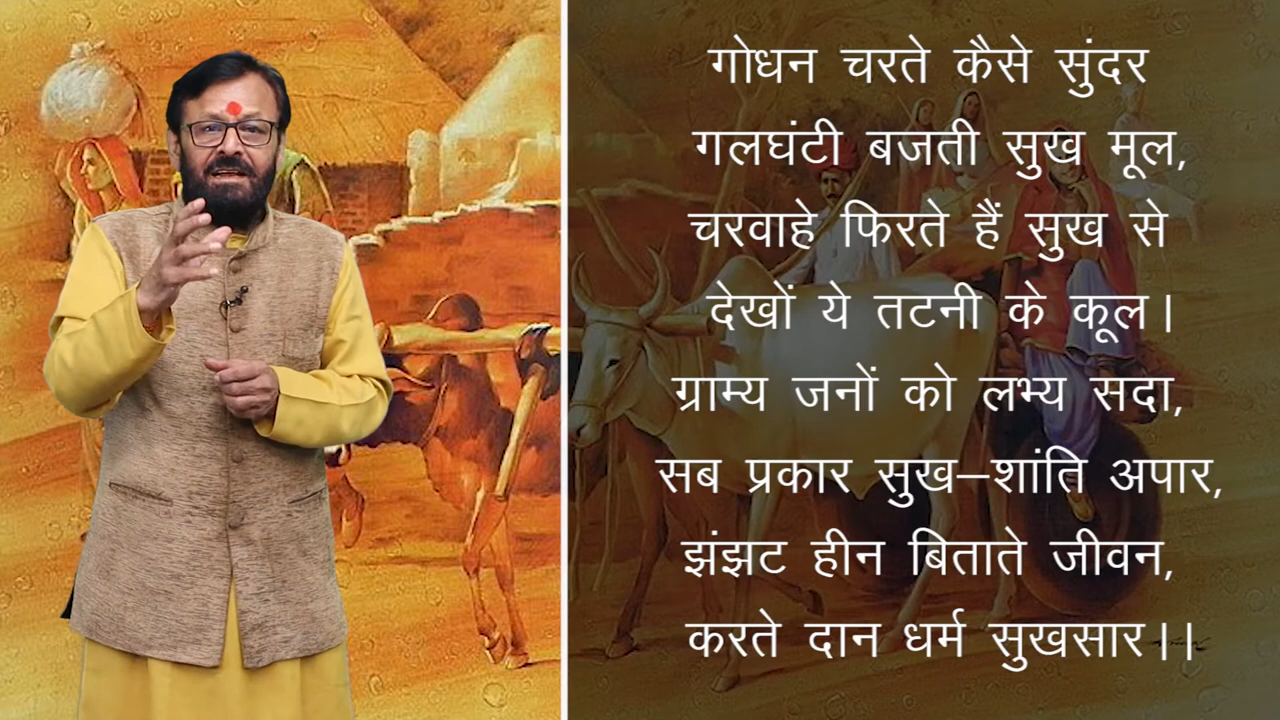 गोधन चरते कैसे सुंदर
गलघंटी बजती सुख मूल,
चरवाहे फिरते हैं सुख से
देखों ये तटनी के कूल।
ग्राम्य जनों को लभ्य सदा,
सब प्रकार सुख–शांति अपार,
झंझट हीन बिताते जीवन,
करते दान धर्म सुखसार।।